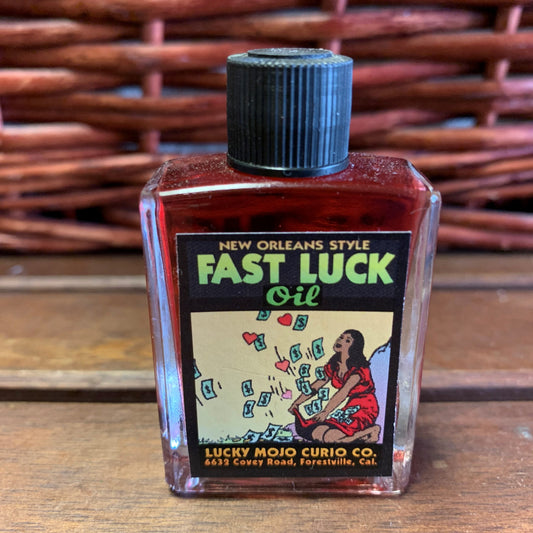 NEW ORLEANS STYLE
FAST LUCK
Oil
LUCKY MOJO CURIO CO.
6632 Covey Road, Forestville, Cal.